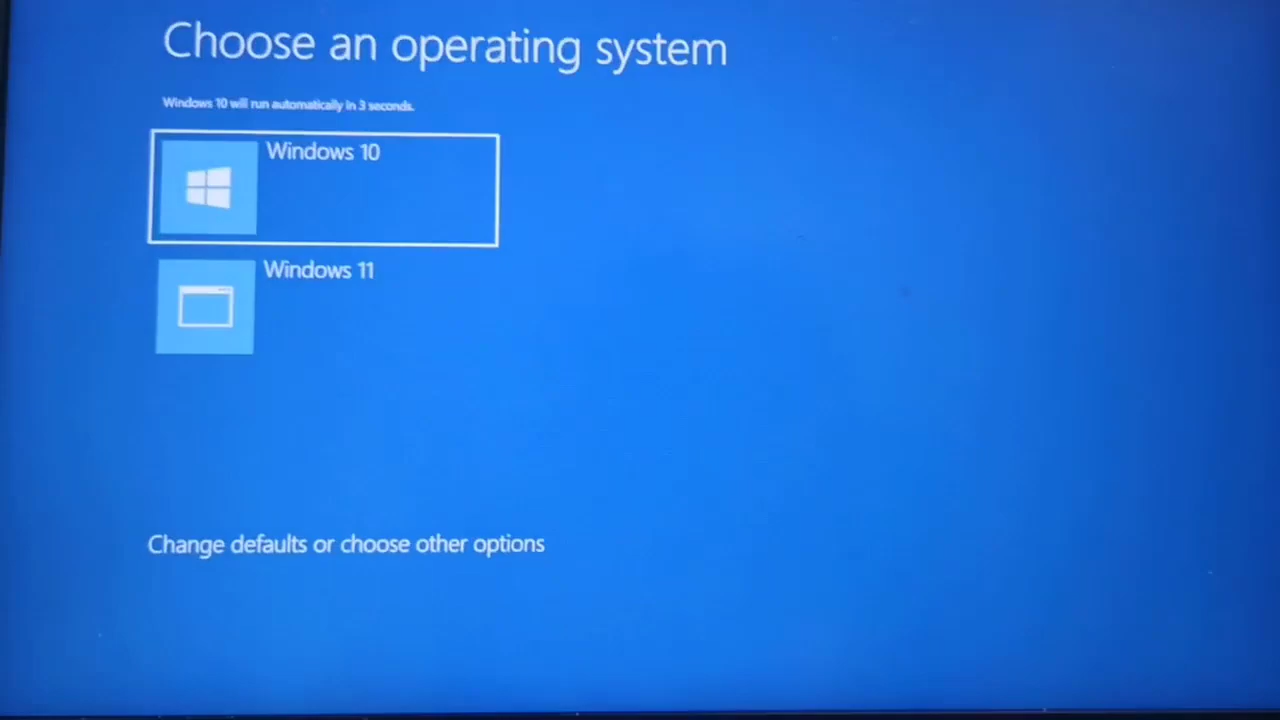 Choose an operating system
Windows 10 will run automatically in 3 seconds.
Windows 10
Windows 11
Change defaults or choose other options